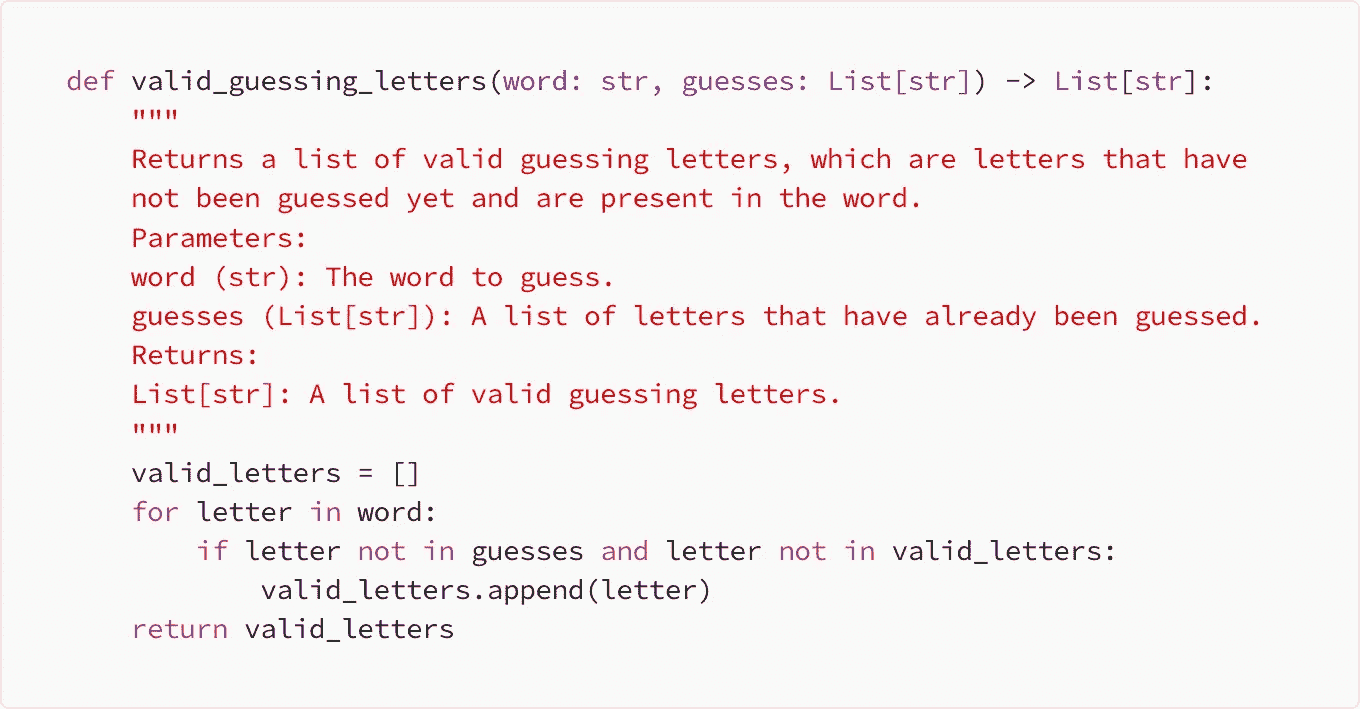 def valid_guessing_letters(word: str, guesses: List[str]) -> List[str]:
    """
    Returns a list of valid guessing letters, which are letters that have
    not been guessed yet and are present in the word.
    Parameters:
    word (str): The word to guess.
    guesses (List[str]): A list of letters that have already been guessed.
    Returns:
    List[str]: A list of valid guessing letters.
    """
    valid_letters = []
    for letter in word:
        if letter not in guesses and letter not in valid_letters:
            valid_letters.append(letter)
    return valid_letters